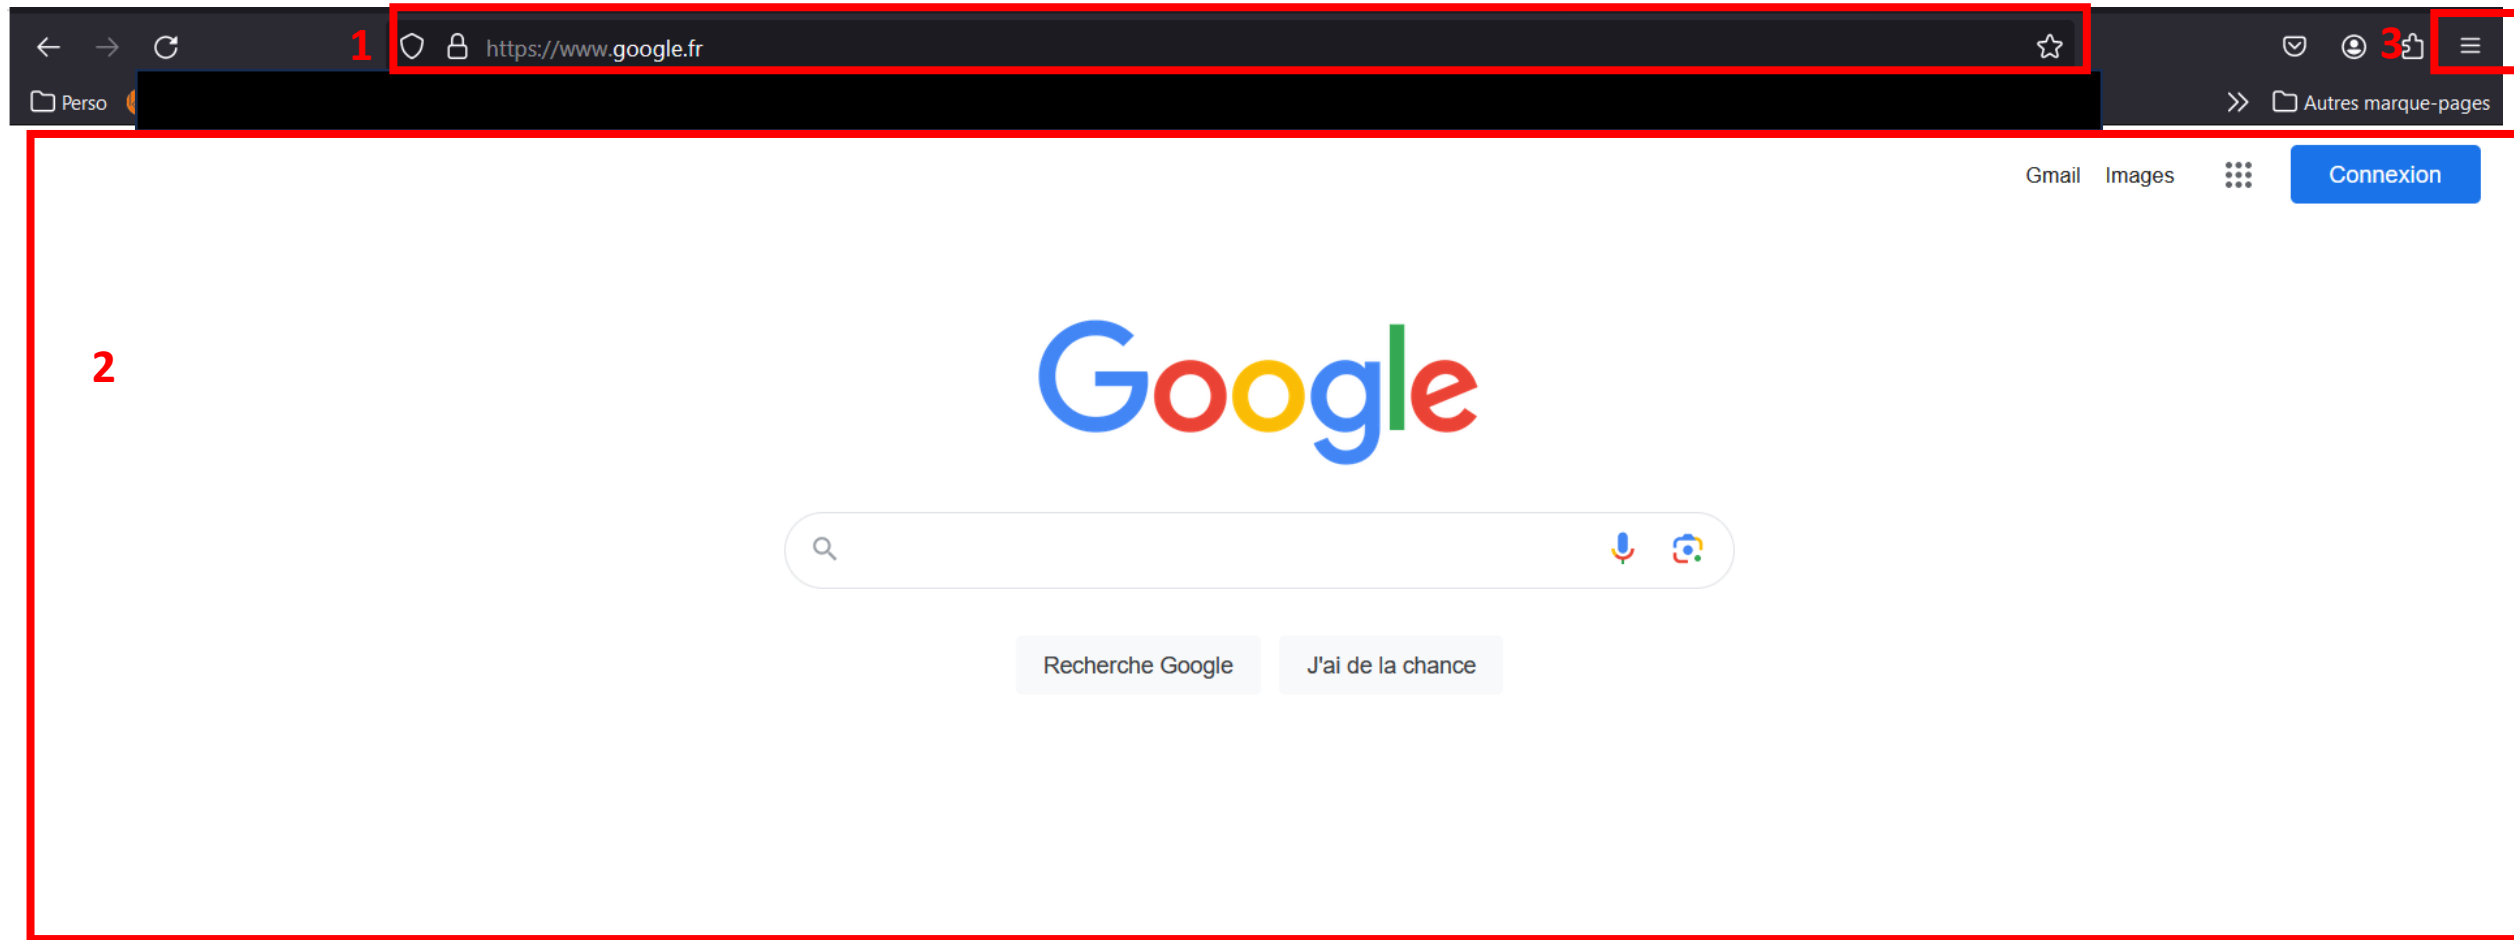 1 https://www.google.fr 3
Perso Autres marque-pages
Gmail Images Connexion
2
Google
Recherche Google J'ai de la chance